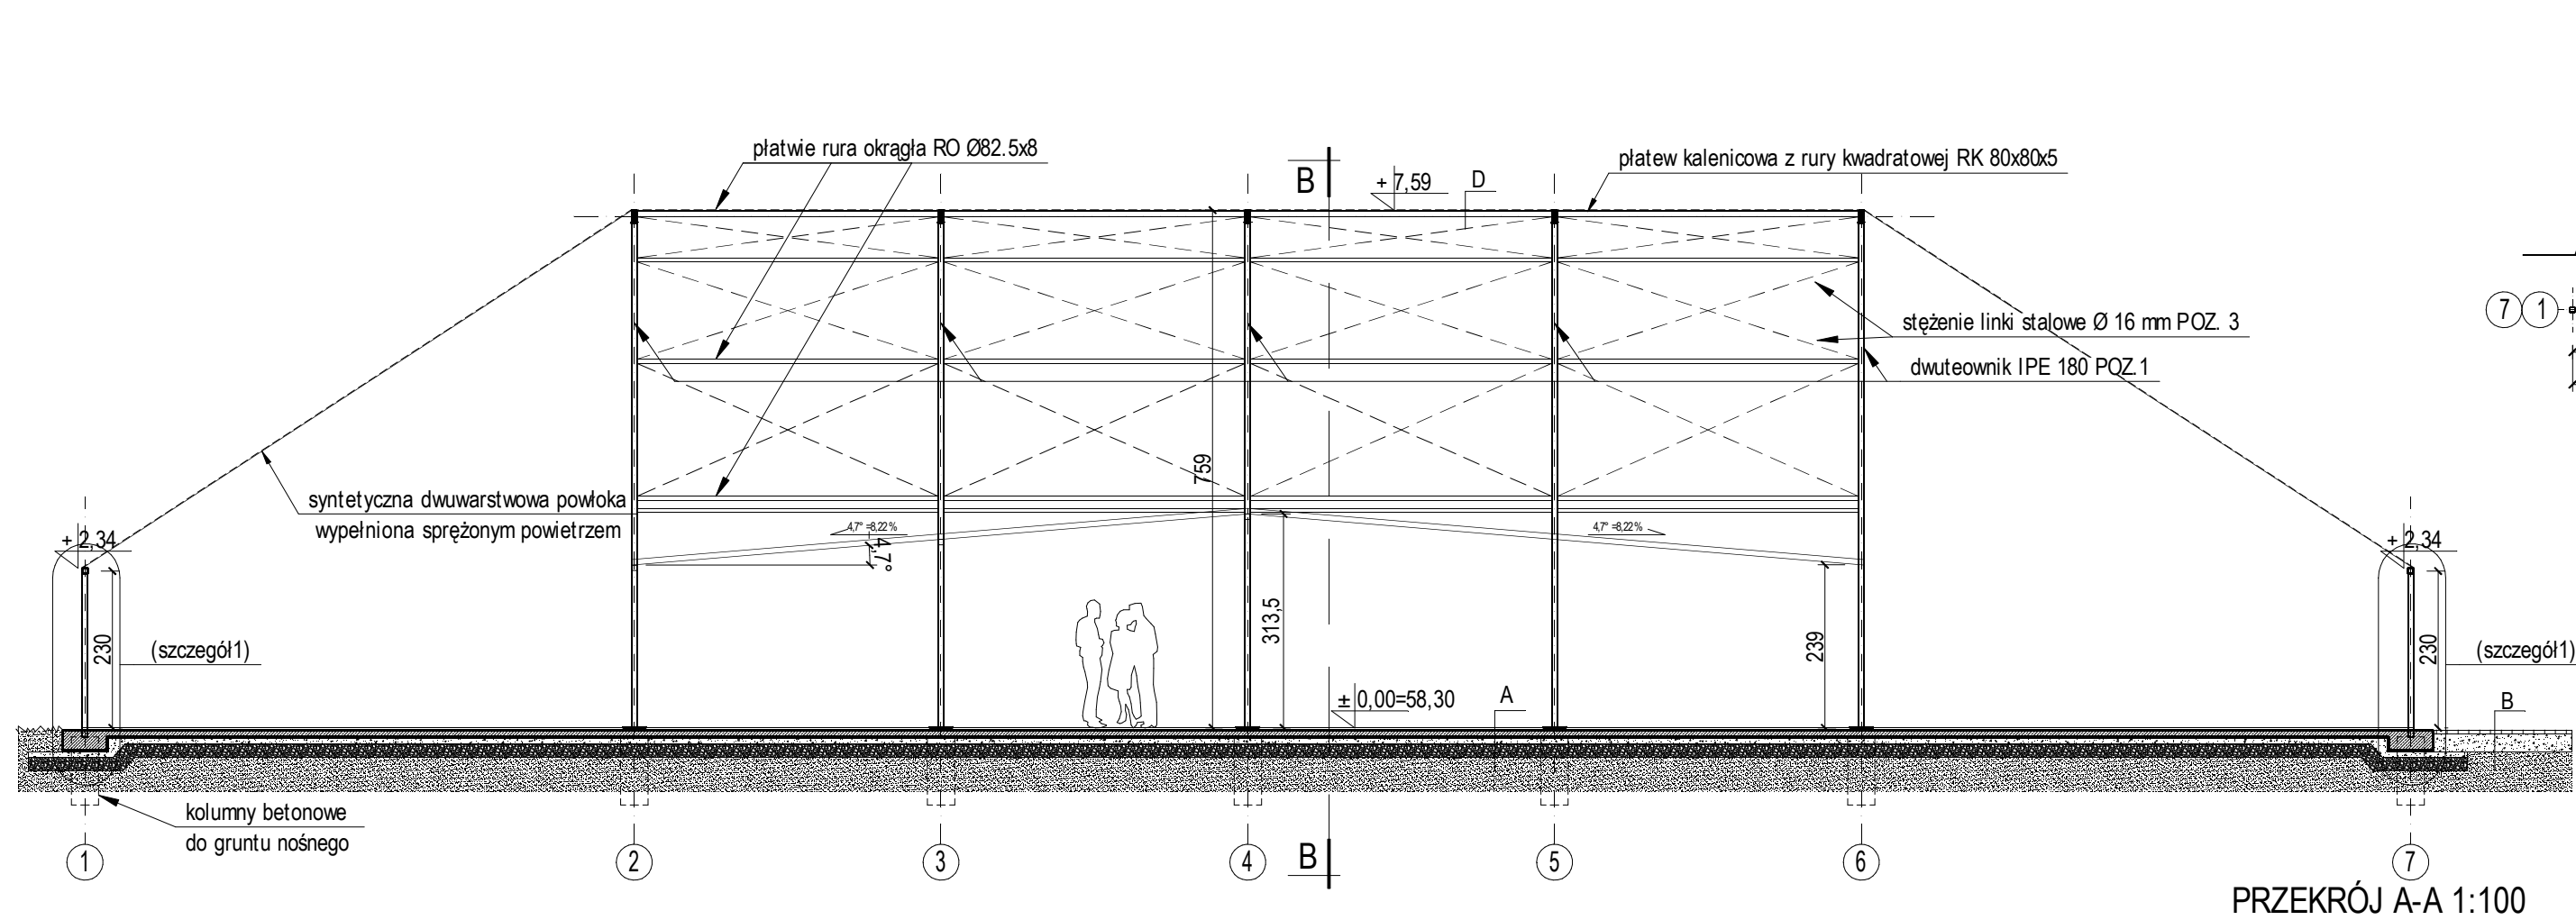 płatwie rura okrągła RO Ø82.5x8
B
+ 7,59
D
płatew kalenicowa z rury kwadratowej RK 80x80x5
7 1
stężenie linki stalowe Ø 16 mm POZ. 3
dwuteownik IPE 180 POZ.1
759
syntetyczna dwuwarstwowa powłoka
wypełniona sprężonym powietrzem
4,7° =8,22%
4,7°
4,7° =8,22%
+ 2,34
+ 2,34
230
(szczegół1)
313,5
239
230
(szczegół1)
± 0,00=58,30
A
B
kolumny betonowe
do gruntu nośnego
1
2
3
4
B
5
6
7
PRZEKRÓJ A-A 1:100